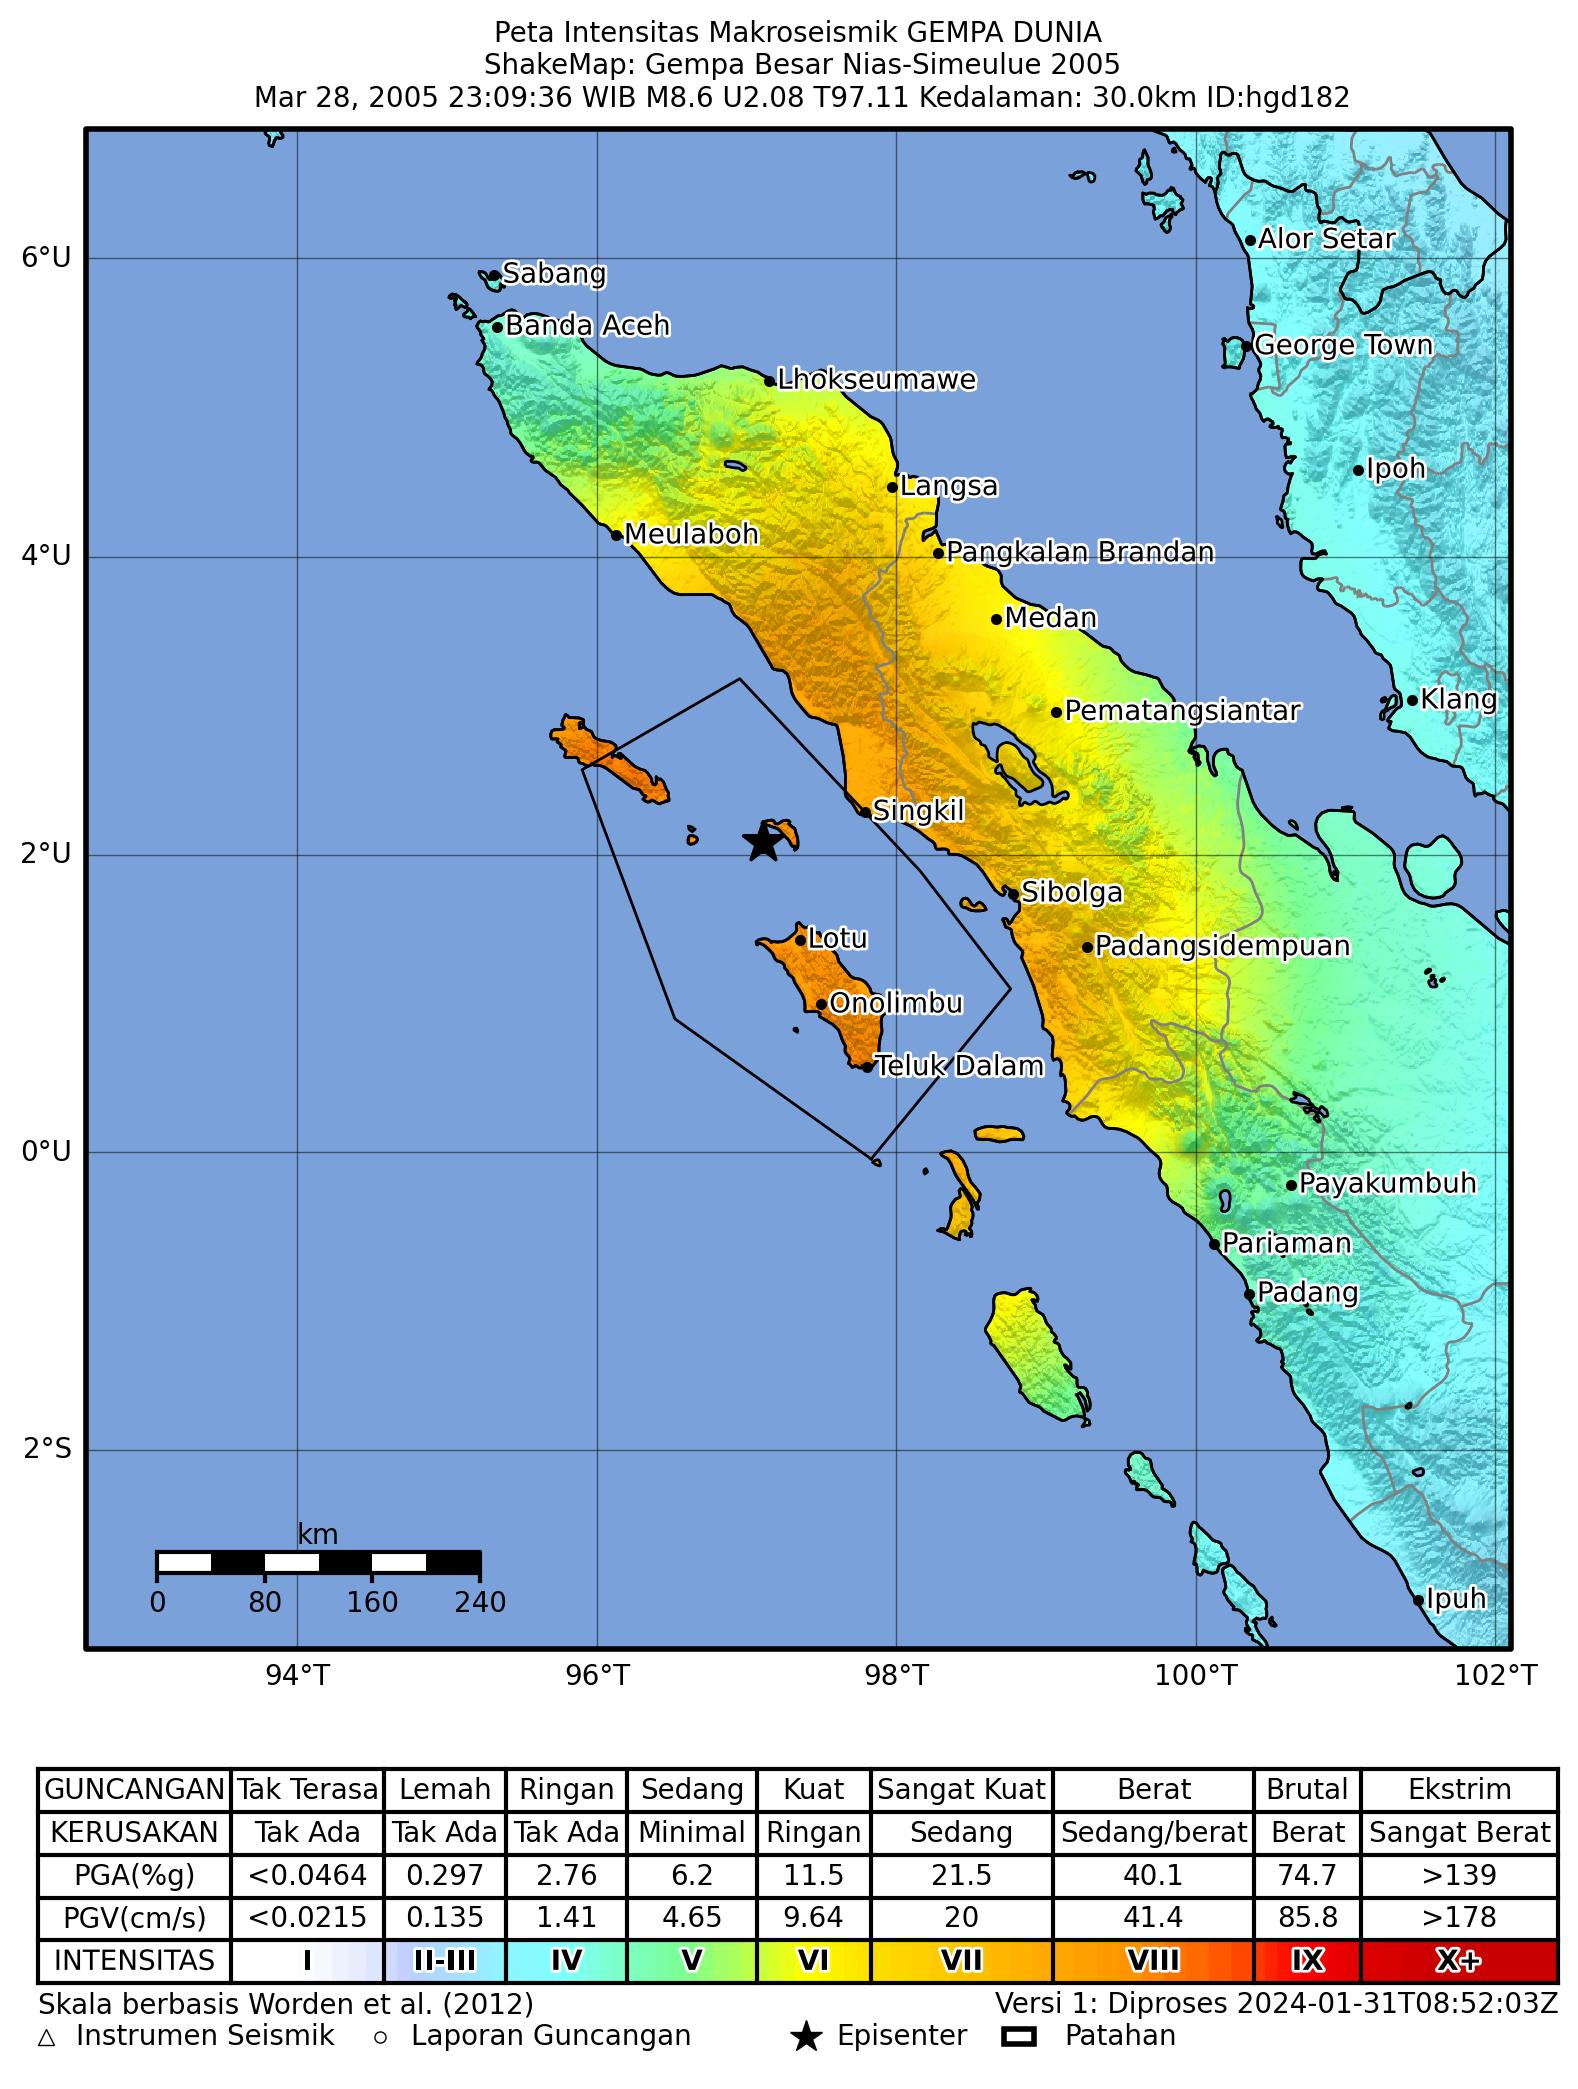 Peta Intensitas Makroseismik GEMPA DUNIA
ShakeMap: Gempa Besar Nias-Simeulue 2005
Mar 28, 2005 23:09:36 WIB M8.6 U2.08 T97.11 Kedalaman: 30.0km ID:hgd182
Alor Setar
6°U
Sabang
Banda Aceh
George Town
Lhokseumawe
Ipoh
Langsa
Meulaboh
4°U
Pangkalan Brandan
Medan
Klang
Pematangsiantar
Singkil
2°U
Sibolga
Lotu
Padangsidempuan
Onolimbu
Teluk Dalam
0°U
Payakumbuh
Pariaman
Padang
2°S
km
0 80 160 240
Ipuh
94°T 96°T 98°T 100°T 102°T
GUNCANGAN Tak Terasa Lemah Ringan Sedang Kuat Sangat Kuat Berat Brutal Ekstrim
KERUSAKAN Tak Ada Tak Ada Tak Ada Minimal Ringan Sedang Sedang/berat Berat Sangat Berat
PGA(%g) <0.0464 0.297 2.76 6.2 11.5 21.5 40.1 74.7 >139
PGV(cm/s) <0.0215 0.135 1.41 4.65 9.64 20 41.4 85.8 >178
INTENSITAS I II-III IV V VI VII VIII IX X+
Skala berbasis Worden et al. (2012) Versi 1: Diproses 2024-01-31T08:52:03Z
Instrumen Seismik Laporan Guncangan Episenter Patahan